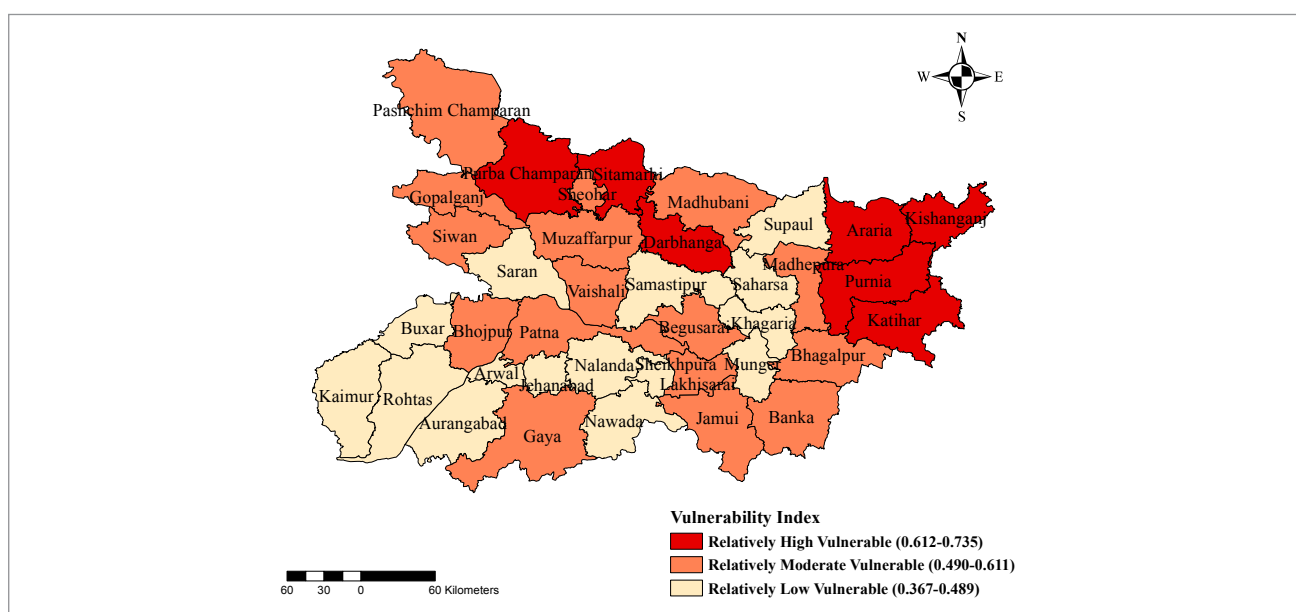 N
W E
S
Pashchim Champaran
Purba Champaran
Sitamarhi
Sheohar
Gopalganj
Madhubani
Kishanganj
Supaul
Araria
Siwan
Muzaffarpur
Darbhanga
Madhepura
Saran
Purnia
Vaishali
Samastipur
Saharsa
Katihar
Buxar
Bhojpur
Patna
Begusarai
Khagaria
Bhagalpur
Nalanda
Sheikhpura
Munger
Arwal
Jehanabad
Lakhisarai
Kaimur
Rohtas
Aurangabad
Nawada
Jamui
Banka
Gaya
Vulnerability Index
Relatively High Vulnerable (0.612-0.735)
Relatively Moderate Vulnerable (0.490-0.611)
Relatively Low Vulnerable (0.367-0.489)
60 30 0 60 Kilometers